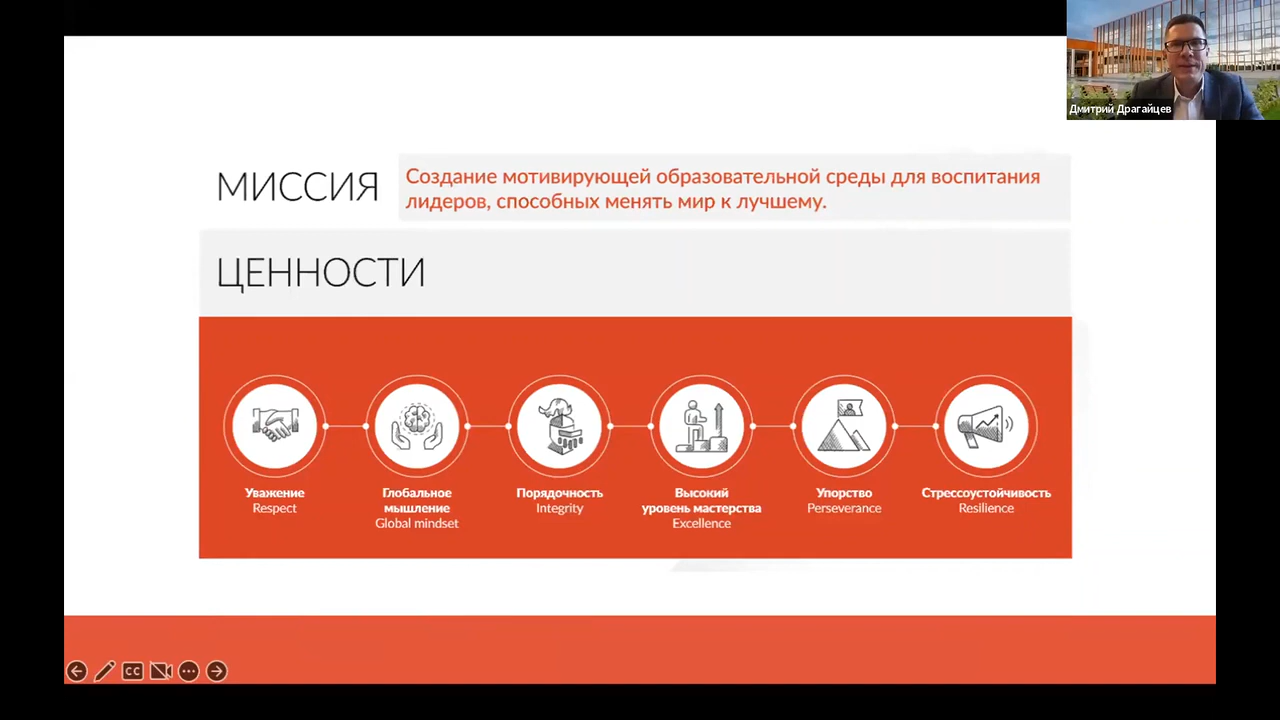 Дмитрий Драгайцев
МИССИЯ
Создание мотивирующей образовательной среды для воспитания
лидеров, способных менять мир к лучшему.
ЦЕННОСТИ
Уважение
Respect
Глобальное
мышление
Global mindset
Порядочность
Integrity
Высокий
уровень мастерства
Excellence
Упорство
Perseverance
Стрессоустойчивость
Resilience
CC